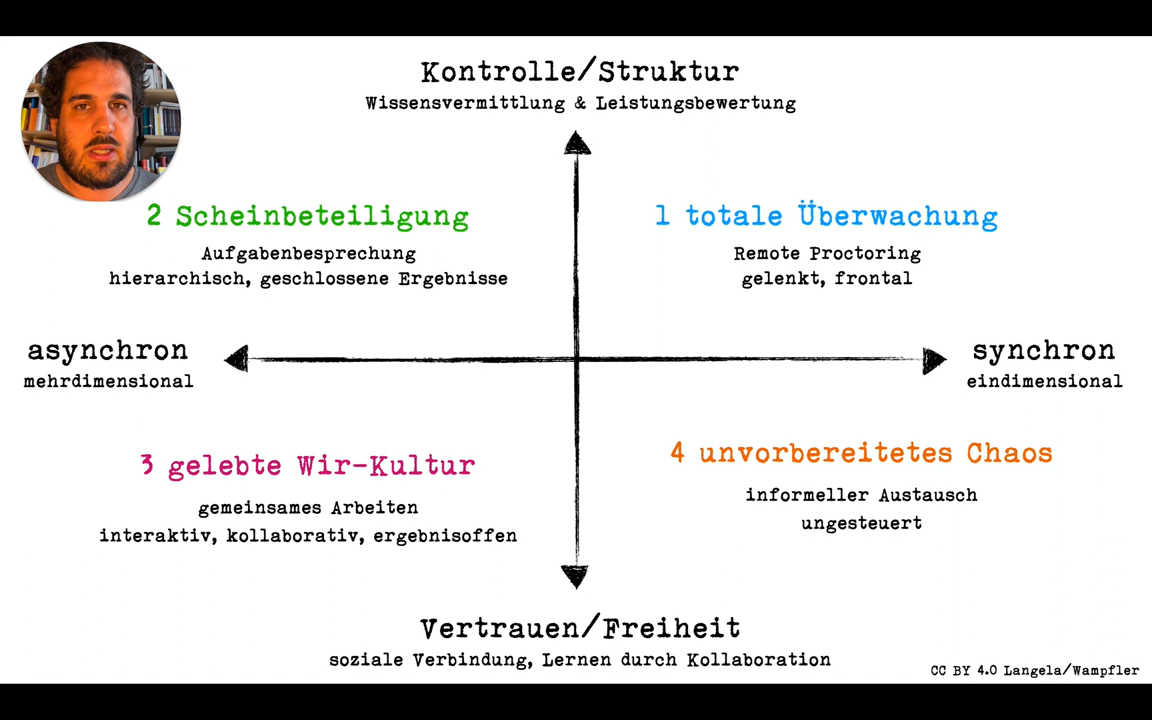 Kontrolle/Struktur
Wissensvermittlung & Leistungsbewertung
2 Scheinbeteiligung
Aufgabenbesprechung
hierarchisch, geschlossene Ergebnisse
1 totale Überwachung
Remote Proctoring
gelenkt, frontal
asynchron
mehrdimensional
synchron
eindimensional
3 gelebte Wir-Kultur
gemeinsames Arbeiten
interaktiv, kollaborativ, ergebnisoffen
4 unvorbereitetes Chaos
informeller Austausch
ungesteuert
Vertrauen/Freiheit
soziale Verbindung, Lernen durch Kollaboration
CC BY 4.0 Langela/Wampfler